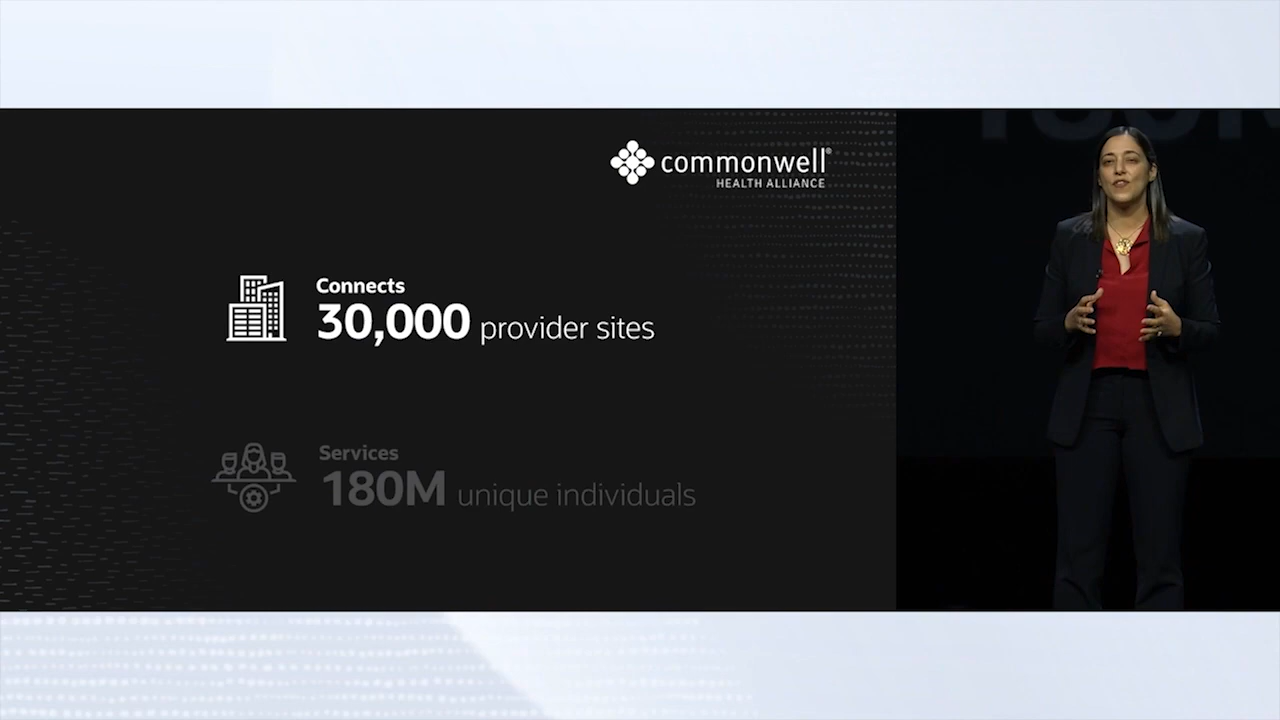 commonwell®
HEALTH ALLIANCE
Connects
30,000 provider sites
Services
180M unique individuals